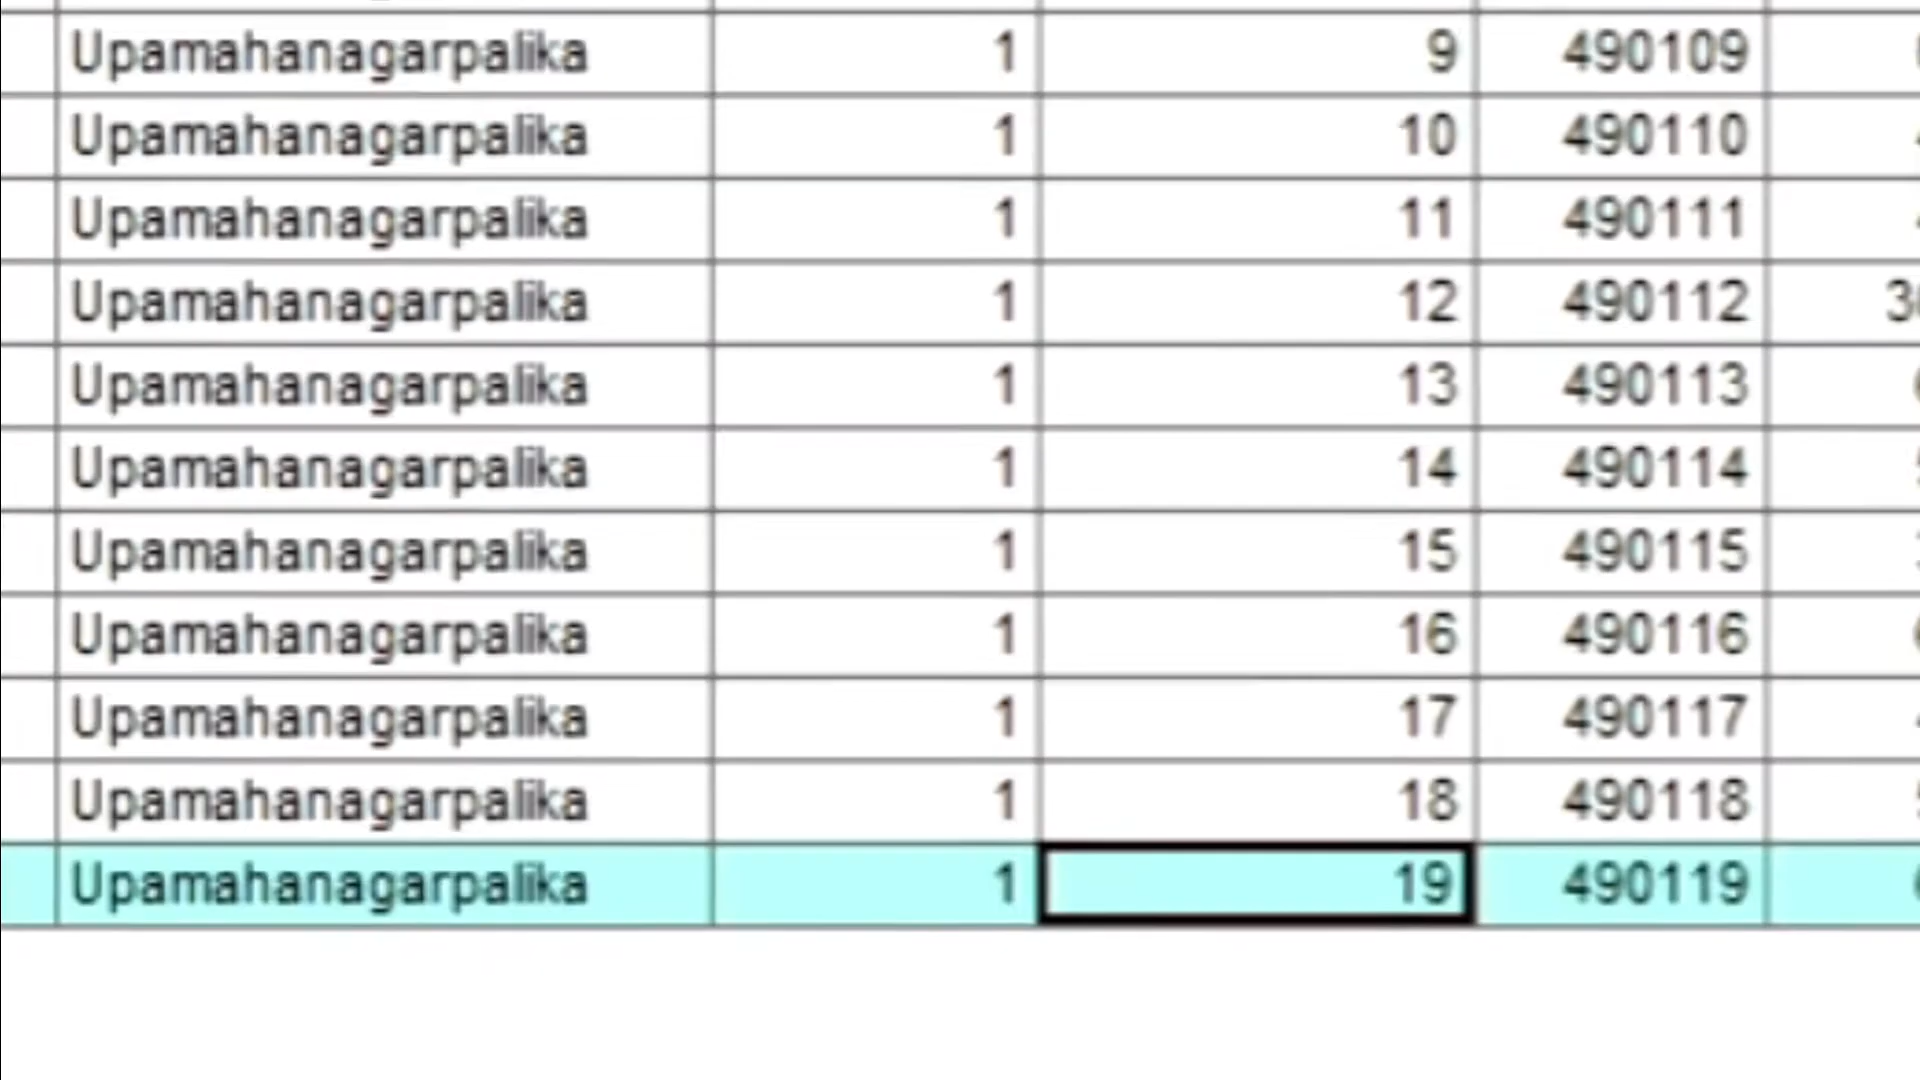 Upamahanagarpalika 1 9 490109
Upamahanagarpalika 1 10 490110
Upamahanagarpalika 1 11 490111
Upamahanagarpalika 1 12 490112
Upamahanagarpalika 1 13 490113
Upamahanagarpalika 1 14 490114
Upamahanagarpalika 1 15 490115
Upamahanagarpalika 1 16 490116
Upamahanagarpalika 1 17 490117
Upamahanagarpalika 1 18 490118
Upamahanagarpalika 1 19 490119